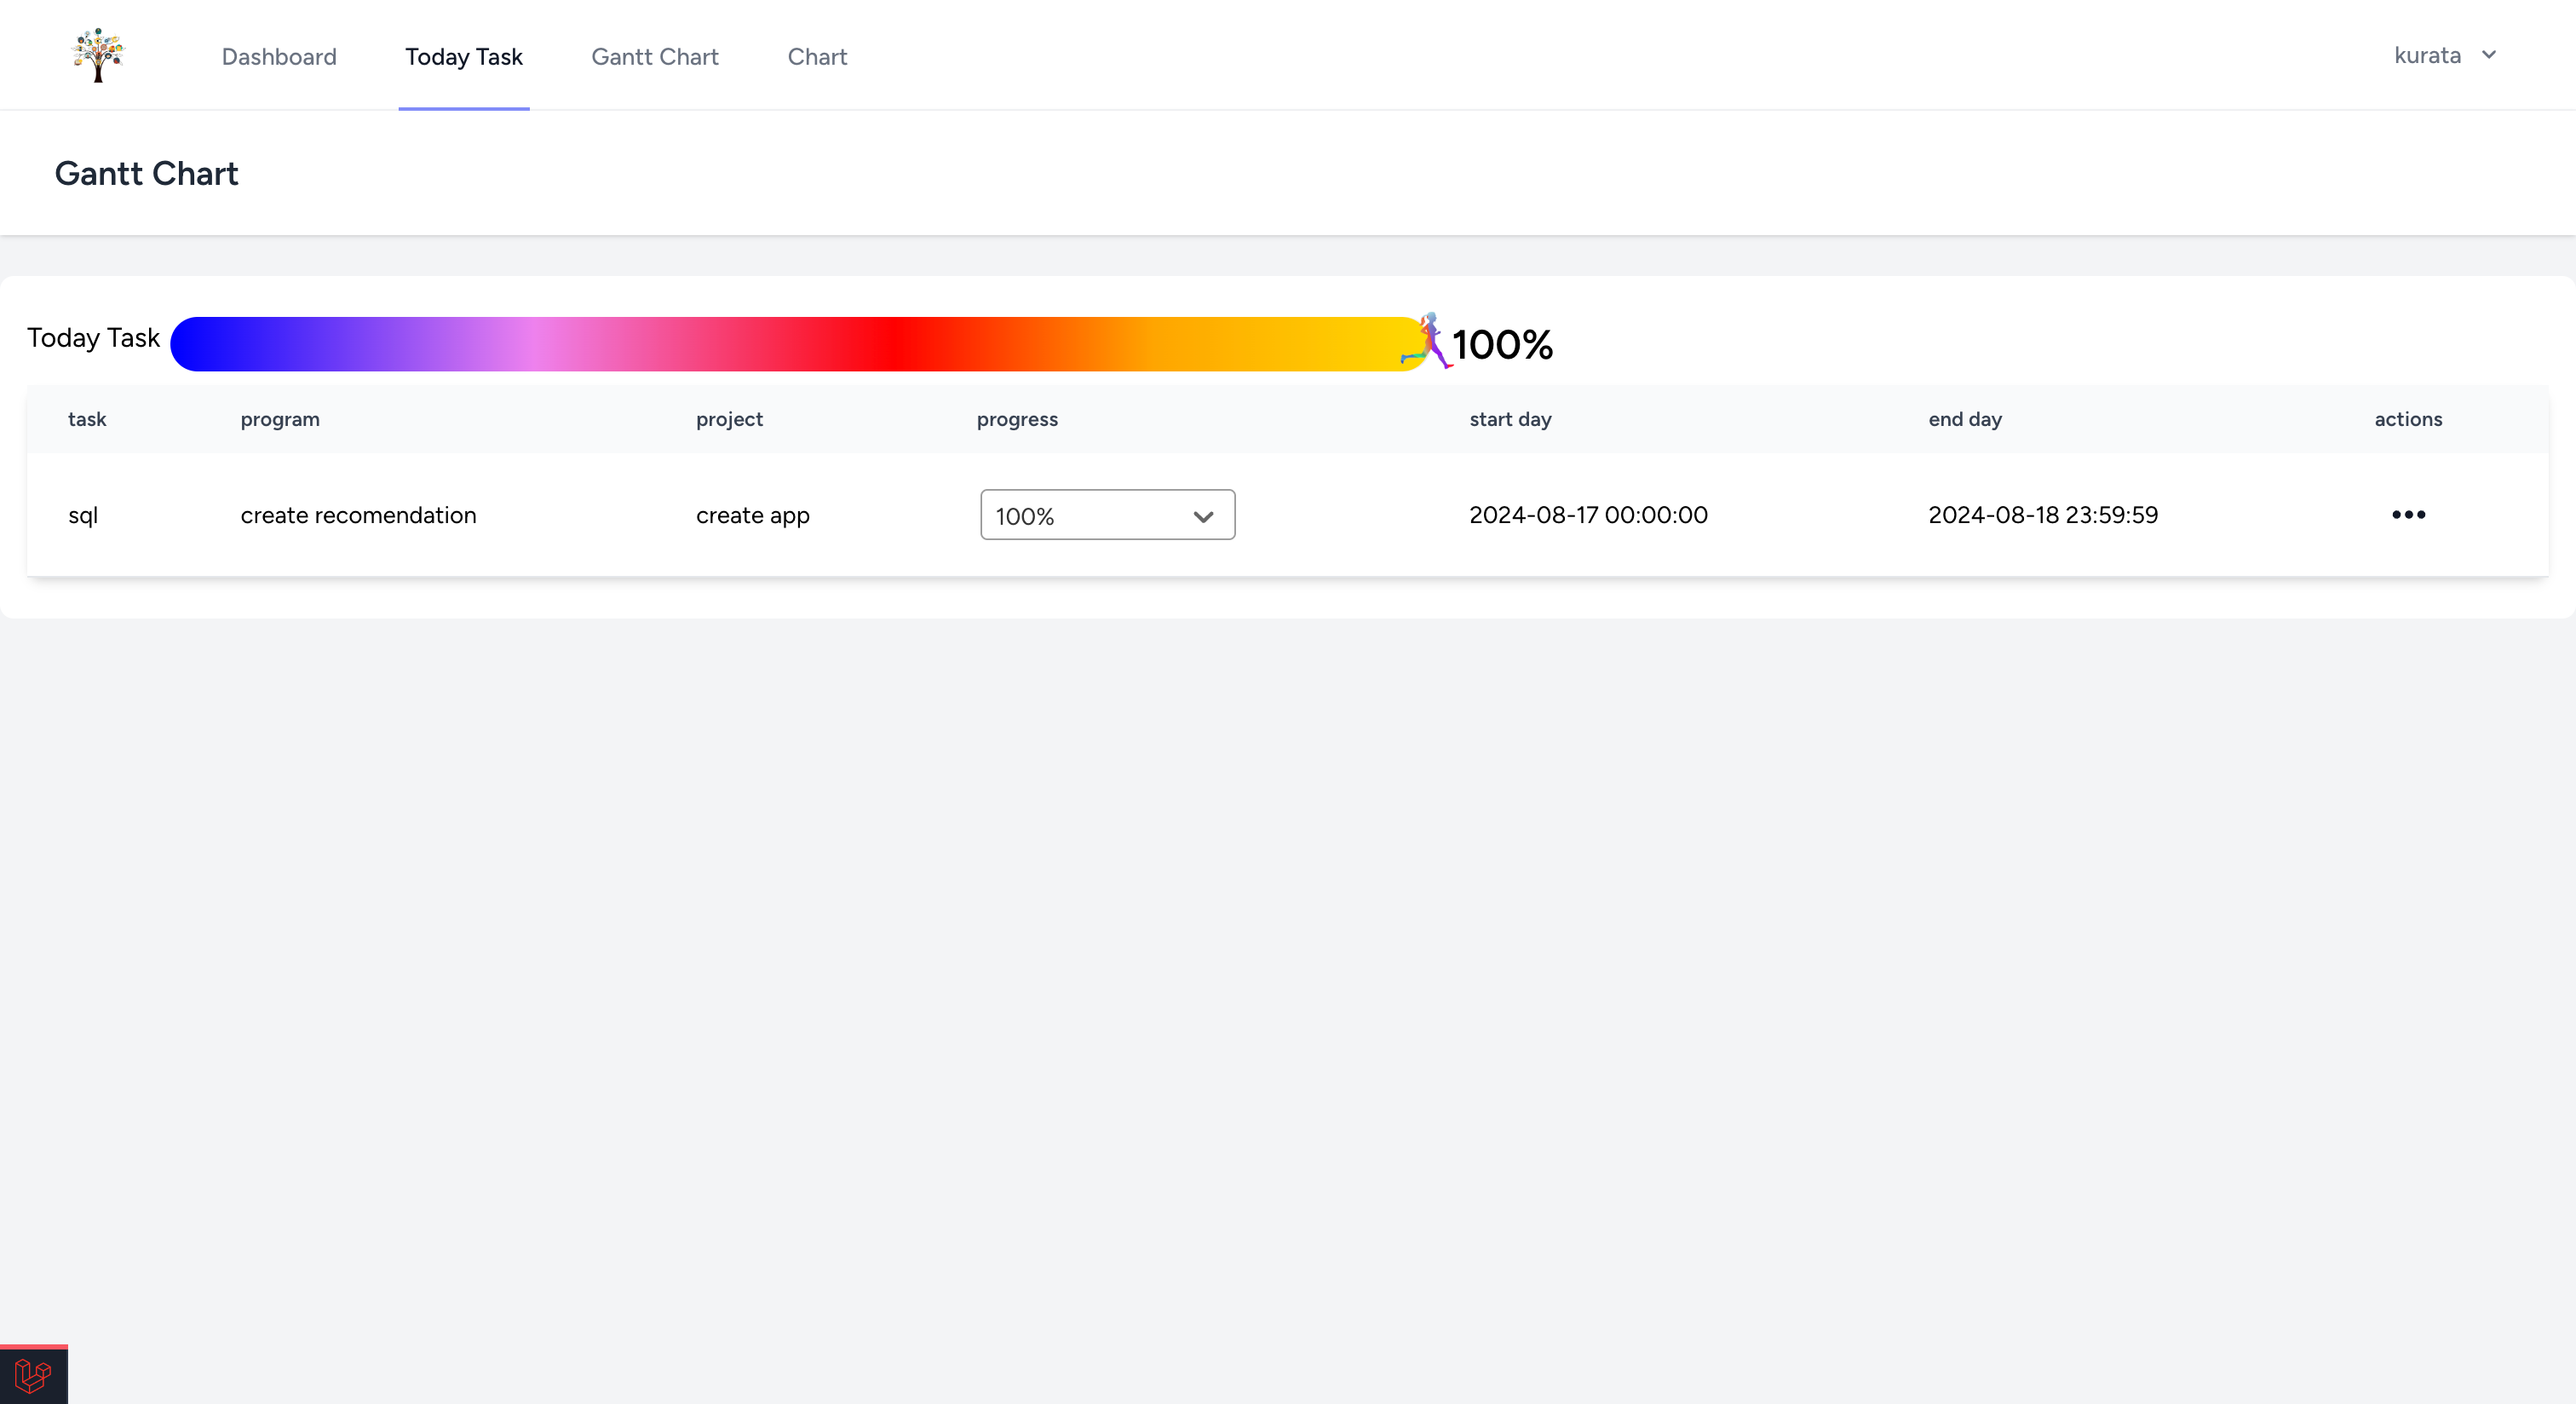 Dashboard Today Task Gantt Chart Chart kurata
Gantt Chart
Today Task 100%
task program project progress start day end day actions
sql create recomendation create app 100% 2024-08-17 00:00:00 2024-08-18 23:59:59